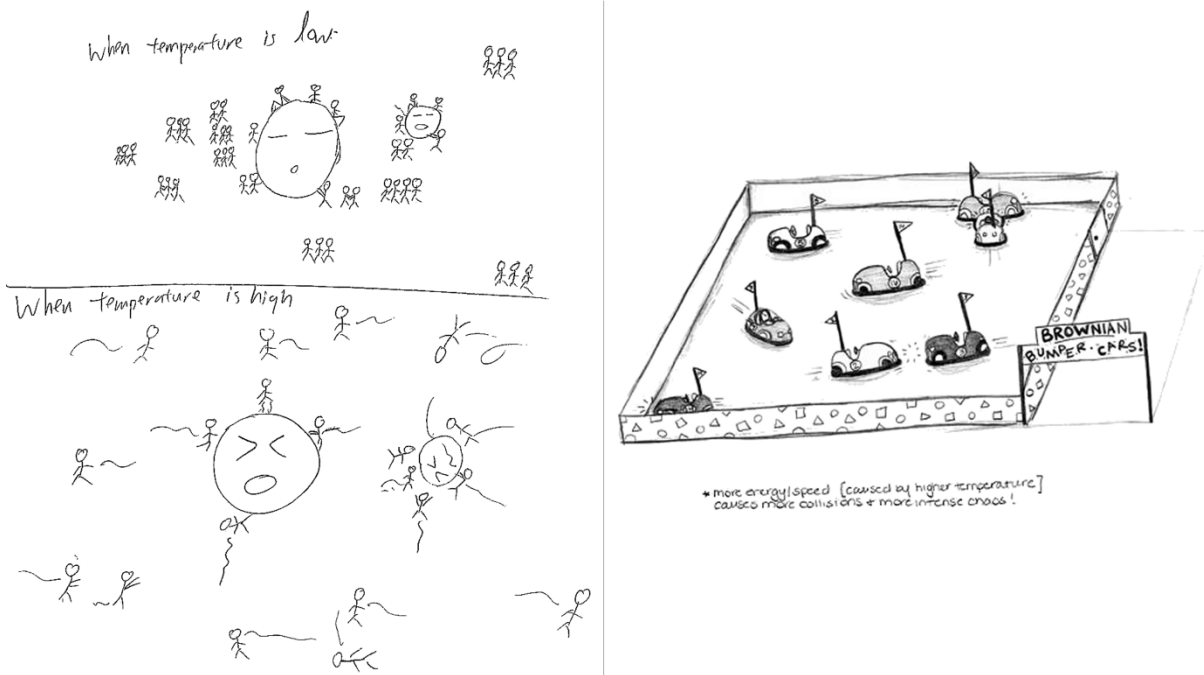 When temperature is low.
When temperature is high
BROWNIAN
BUMPER-CARS!
* more energy/speed [caused by higher temperature]
causes more collisions + more intense chaos!